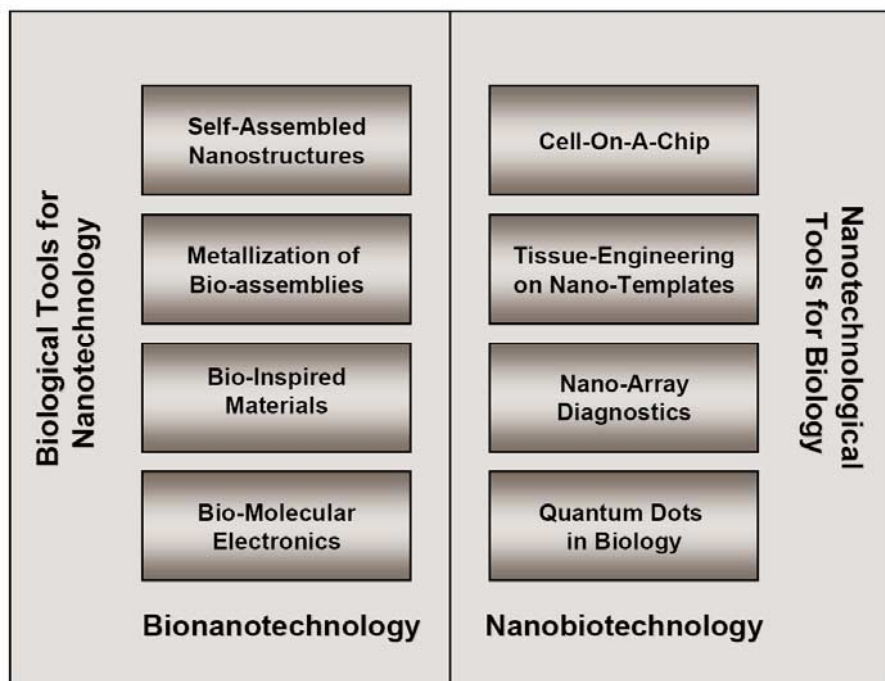 Biological Tools for
Nanotechnology
Self-Assembled
Nanostructures
Metallization of
Bio-assemblies
Bio-Inspired
Materials
Bio-Molecular
Electronics
Bionanotechnology
Cell-On-A-Chip
Tissue-Engineering
on Nano-Templates
Nano-Array
Diagnostics
Quantum Dots
in Biology
Nanobiotechnology
Nanotechnological
Tools for Biology